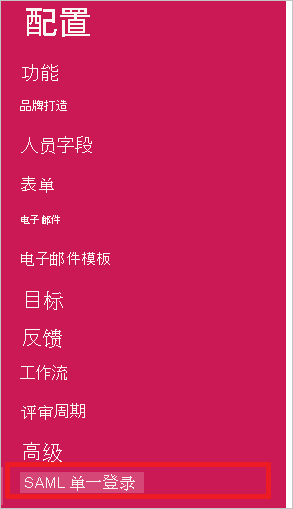 配置
功能
品牌打造
人员字段
表单
电子邮件
电子邮件模板
目标
反馈
工作流
评审周期
高级
SAML 单一登录